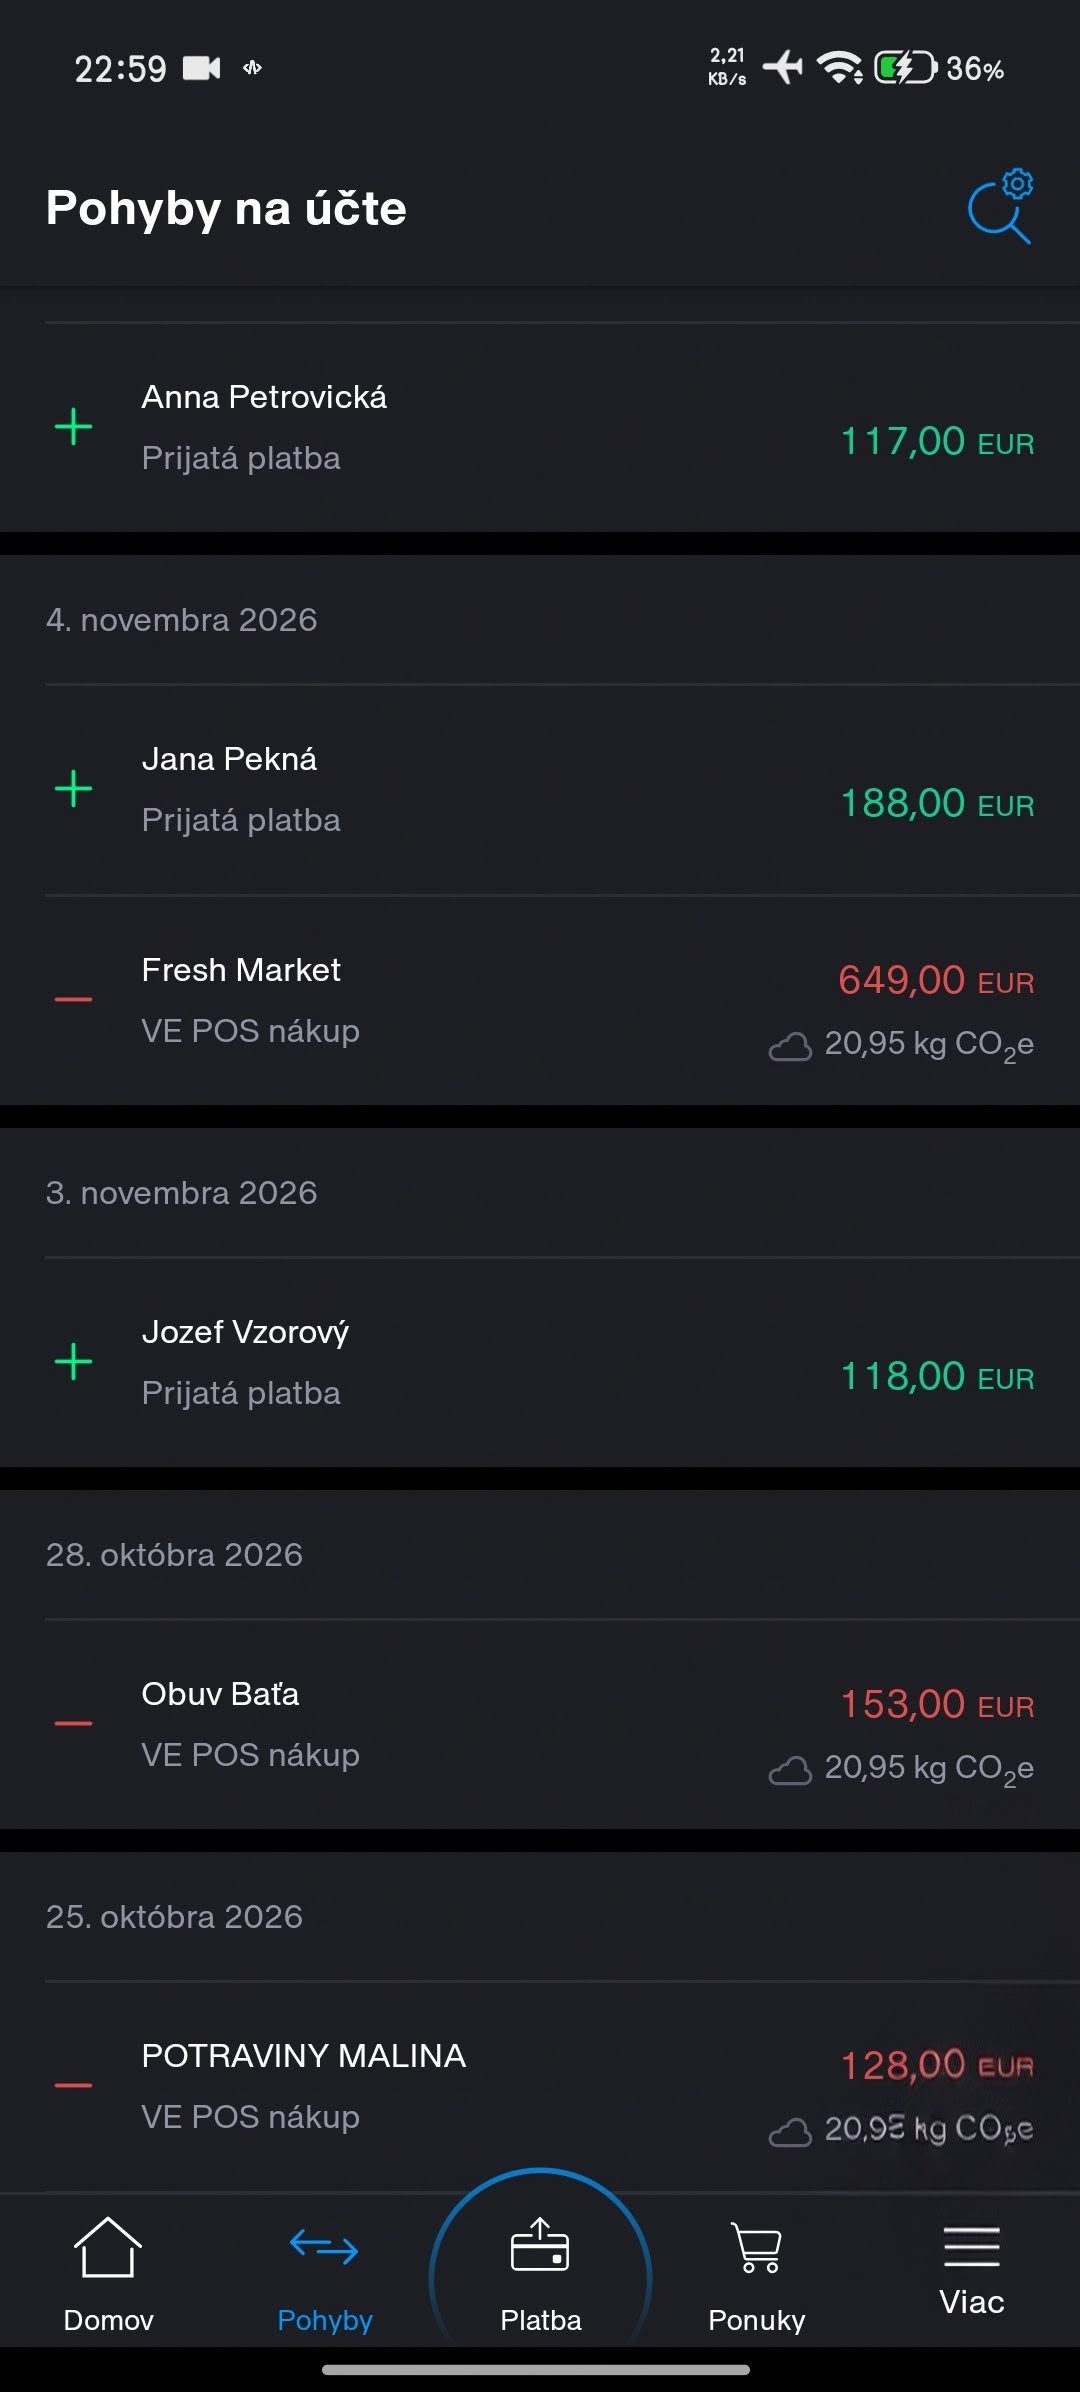 22:59
2,21 KB/s
36%
Pohyby na účte
Anna Petrovická
Prijatá platba
117,00 EUR
4. novembra 2026
Jana Pekná
Prijatá platba
188,00 EUR
Fresh Market
649,00 EUR
VE POS nákup
20,95 kg CO₂e
3. novembra 2026
Jozef Vzorový
Prijatá platba
118,00 EUR
28. októbra 2026
Obuv Baťa
153,00 EUR
VE POS nákup
20,95 kg CO₂e
25. októbra 2026
POTRAVINY MALINA
128,00 EUR
VE POS nákup
20,95 kg CO₂e
Domov
Pohyby
Platba
Ponuky
Viac